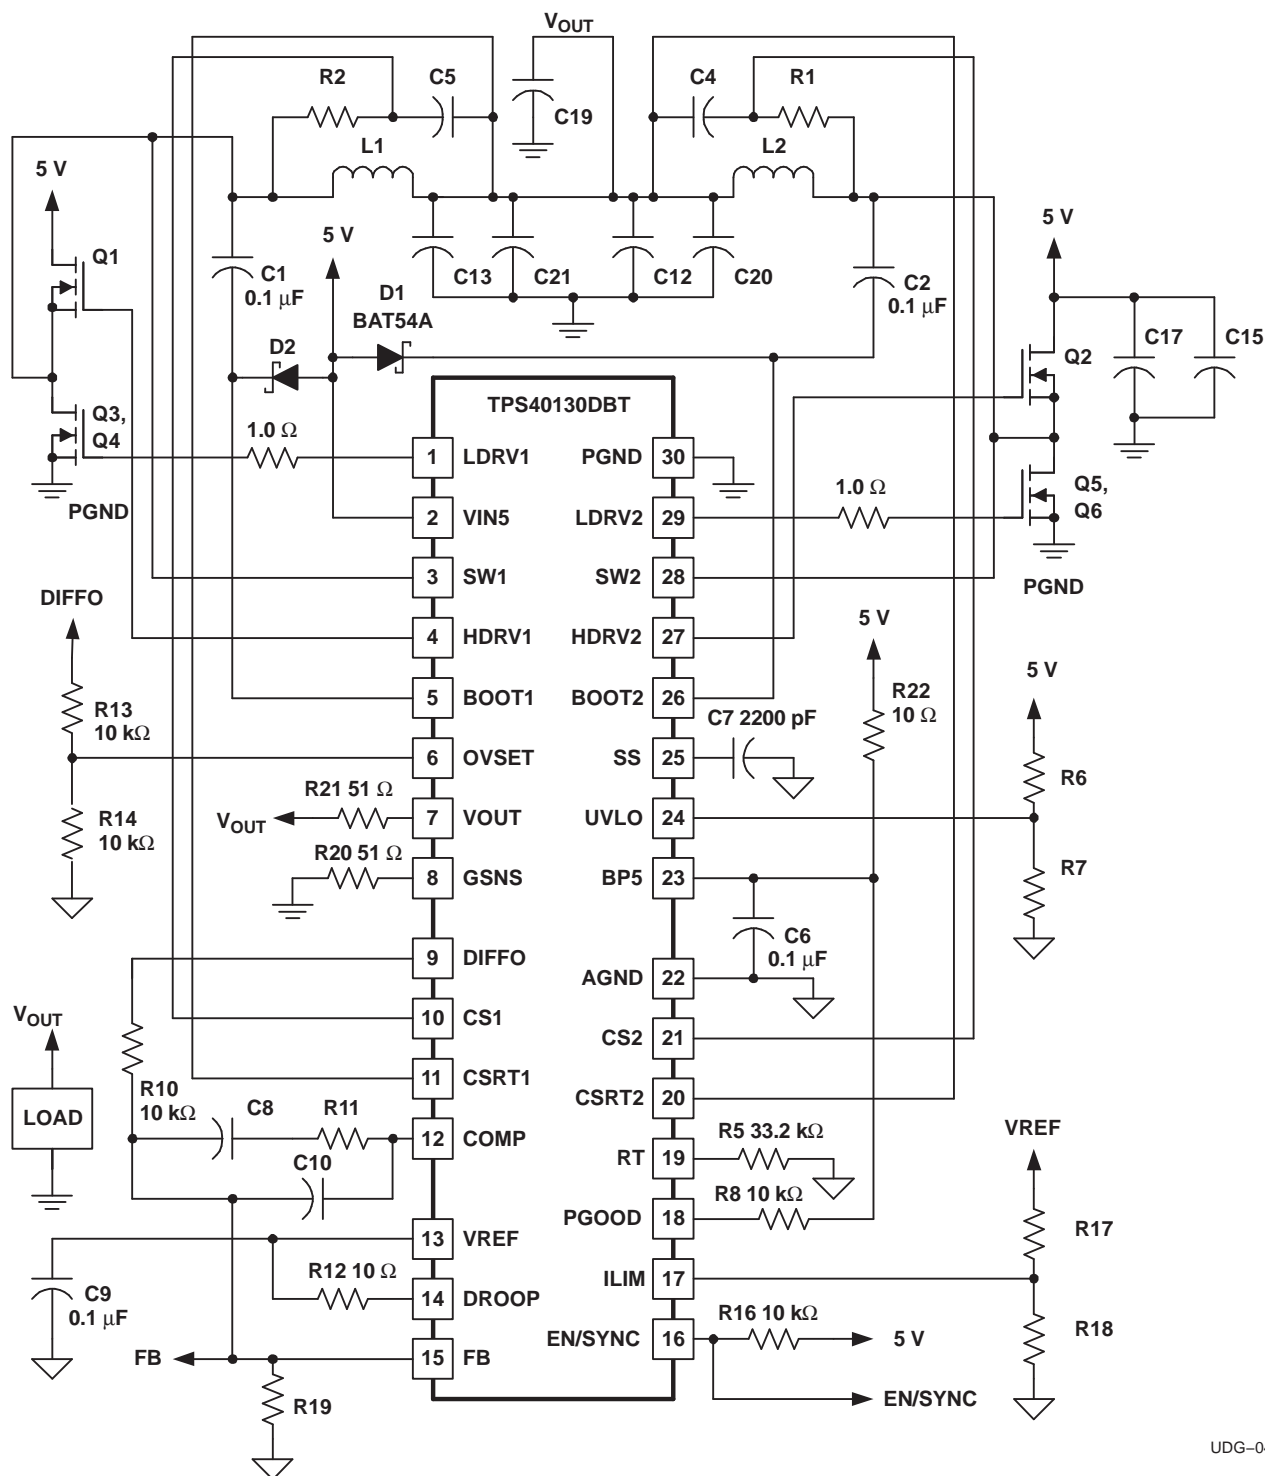 VOUT
R2
C5
C4
R1
C19
L1
L2
5 V
Q1
5 V
C13
C21
C12
C20
C1
0.1 μF
C2
0.1 μF
5 V
D1
BAT54A
D2
C17
C15
Q2
TPS40130DBT
Q3,
Q4
1.0 Ω
1 LDRV1
PGND 30
PGND
1.0 Ω
Q5,
Q6
2 VIN5
LDRV2 29
3 SW1
SW2 28
PGND
DIFFO
4 HDRV1
HDRV2 27
5 V
5 V
R13
10 kΩ
5 BOOT1
BOOT2 26
R22
10 Ω
C7 2200 pF
6 OVSET
SS 25
R6
R14
10 kΩ
R21 51 Ω
VOUT
7 VOUT
UVLO 24
R20 51 Ω
8 GSNS
BP5 23
R7
C6
0.1 μF
9 DIFFO
AGND 22
VOUT
10 CS1
CS2 21
LOAD
R10
10 kΩ
11 CSRT1
CSRT2 20
C8
R11
12 COMP
R5 33.2 kΩ
RT 19
VREF
C10
R8 10 kΩ
PGOOD 18
R17
13 VREF
C9
0.1 μF
R12 10 Ω
14 DROOP
ILIM 17
R18
R16 10 kΩ
EN/SYNC 16
5 V
FB
15 FB
R19
EN/SYNC
UDG–04